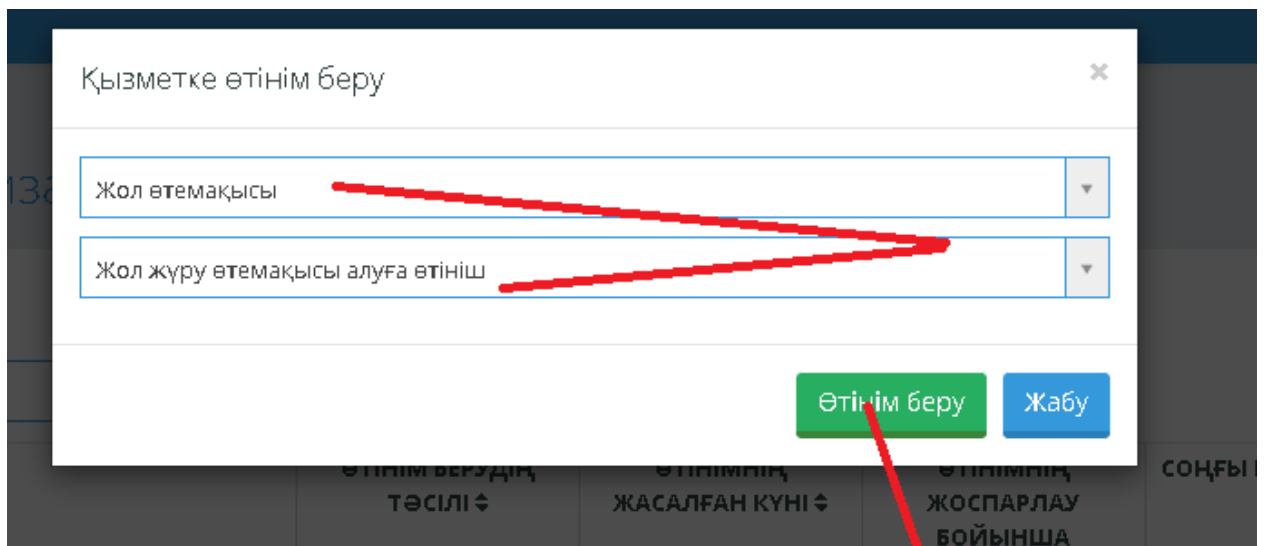 Қызметке өтінім беру
×
Жол өтемақысы
Жол жүру өтемақысы алуға өтініш
Өтінім беру
Жабу
ӨТІНІМ БЕРУДІҢ
ТӘСІЛІ
ӨТІНІМНІҢ
ЖАСАЛҒАН КҮНІ
ӨТІНІМНІҢ
ЖОСПАРЛАУ
БОЙЫНША
СОҢҒЫ